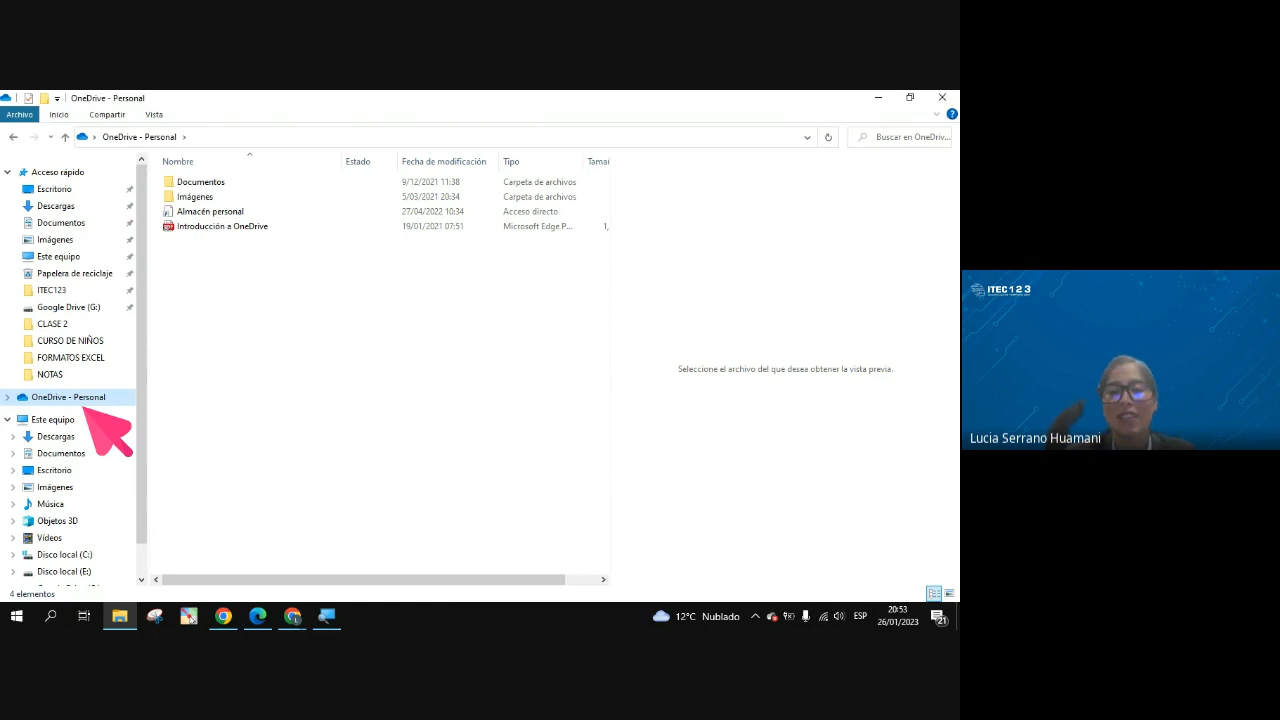 OneDrive - Personal
Archivo Inicio Compartir Vista
OneDrive - Personal
Buscar en OneDriv...
Nombre Estado Fecha de modificación Tipo Tamai
Documentos 9/12/2021 11:38 Carpeta de archivos
Imágenes 5/03/2021 20:34 Carpeta de archivos
Almacén personal 27/04/2022 10:34 Acceso directo
Introducción a OneDrive 19/01/2021 07:51 Microsoft Edge P... 1,
Acceso rápido
Escritorio
Descargas
Documentos
Imágenes
Este equipo
Papelera de reciclaje
ITEC123
Google Drive (G:)
CLASE 2
CURSO DE NIÑOS
FORMATOS EXCEL
NOTAS
OneDrive - Personal
Este equipo
Descargas
Documentos
Escritorio
Imágenes
Música
Objetos 3D
Vídeos
Disco local (C:)
Disco local (E:)
Seleccione el archivo del que desea obtener la vista previa.
4 elementos
12°C Nublado
ESP
20:53
26/01/2023
21
ITEC 1 2 3
Lucia Serrano Huamani